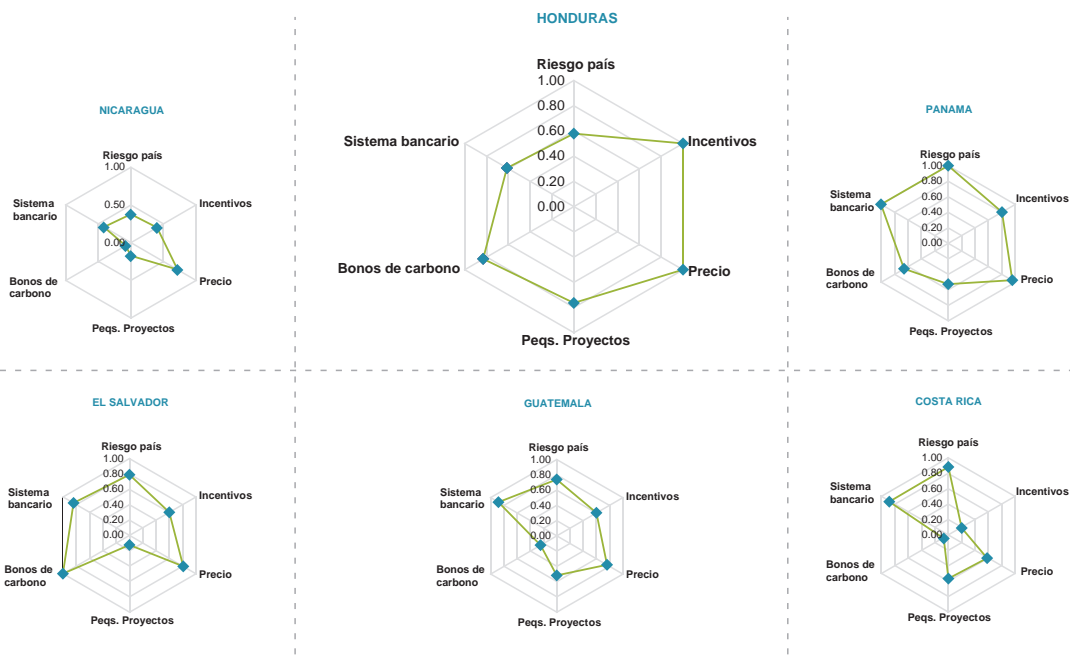 HONDURAS
Riesgo país
1.00
0.80
0.60
0.40
0.20
0.00
Sistema bancario
Incentivos
Bonos de carbono
Precio
Peqs. Proyectos
NICARAGUA
Riesgo país
1.00
0.50
0.00
Sistema
bancario
Incentivos
Bonos de
carbono
Precio
Peqs. Proyectos
PANAMA
Riesgo país
1.00
0.80
0.60
0.40
0.20
0.00
Sistema
bancario
Incentivos
Bonos de
carbono
Precio
Peqs. Proyectos
EL SALVADOR
Riesgo país
1.00
0.80
0.60
0.40
0.20
0.00
Sistema
bancario
Incentivos
Bonos de
carbono
Precio
Peqs. Proyectos
GUATEMALA
Riesgo país
1.00
0.80
0.60
0.40
0.20
0.00
Sistema
bancario
Incentivos
Bonos de
carbono
Precio
Peqs. Proyectos
COSTA RICA
Riesgo país
1.00
0.80
0.60
0.40
0.20
0.00
Sistema
bancario
Incentivos
Bonos de
carbono
Precio
Peqs. Proyectos